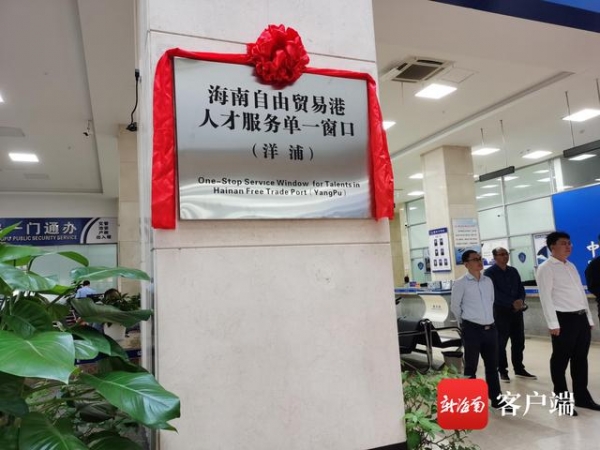 海南自由贸易港
人才服务单一窗口
（洋浦）
One-Stop Service Window for Talents in
Hainan Free Trade Port（YangPu）
一门通办
PUBLIC SECURITY SERVICE
中
新海南
客户端